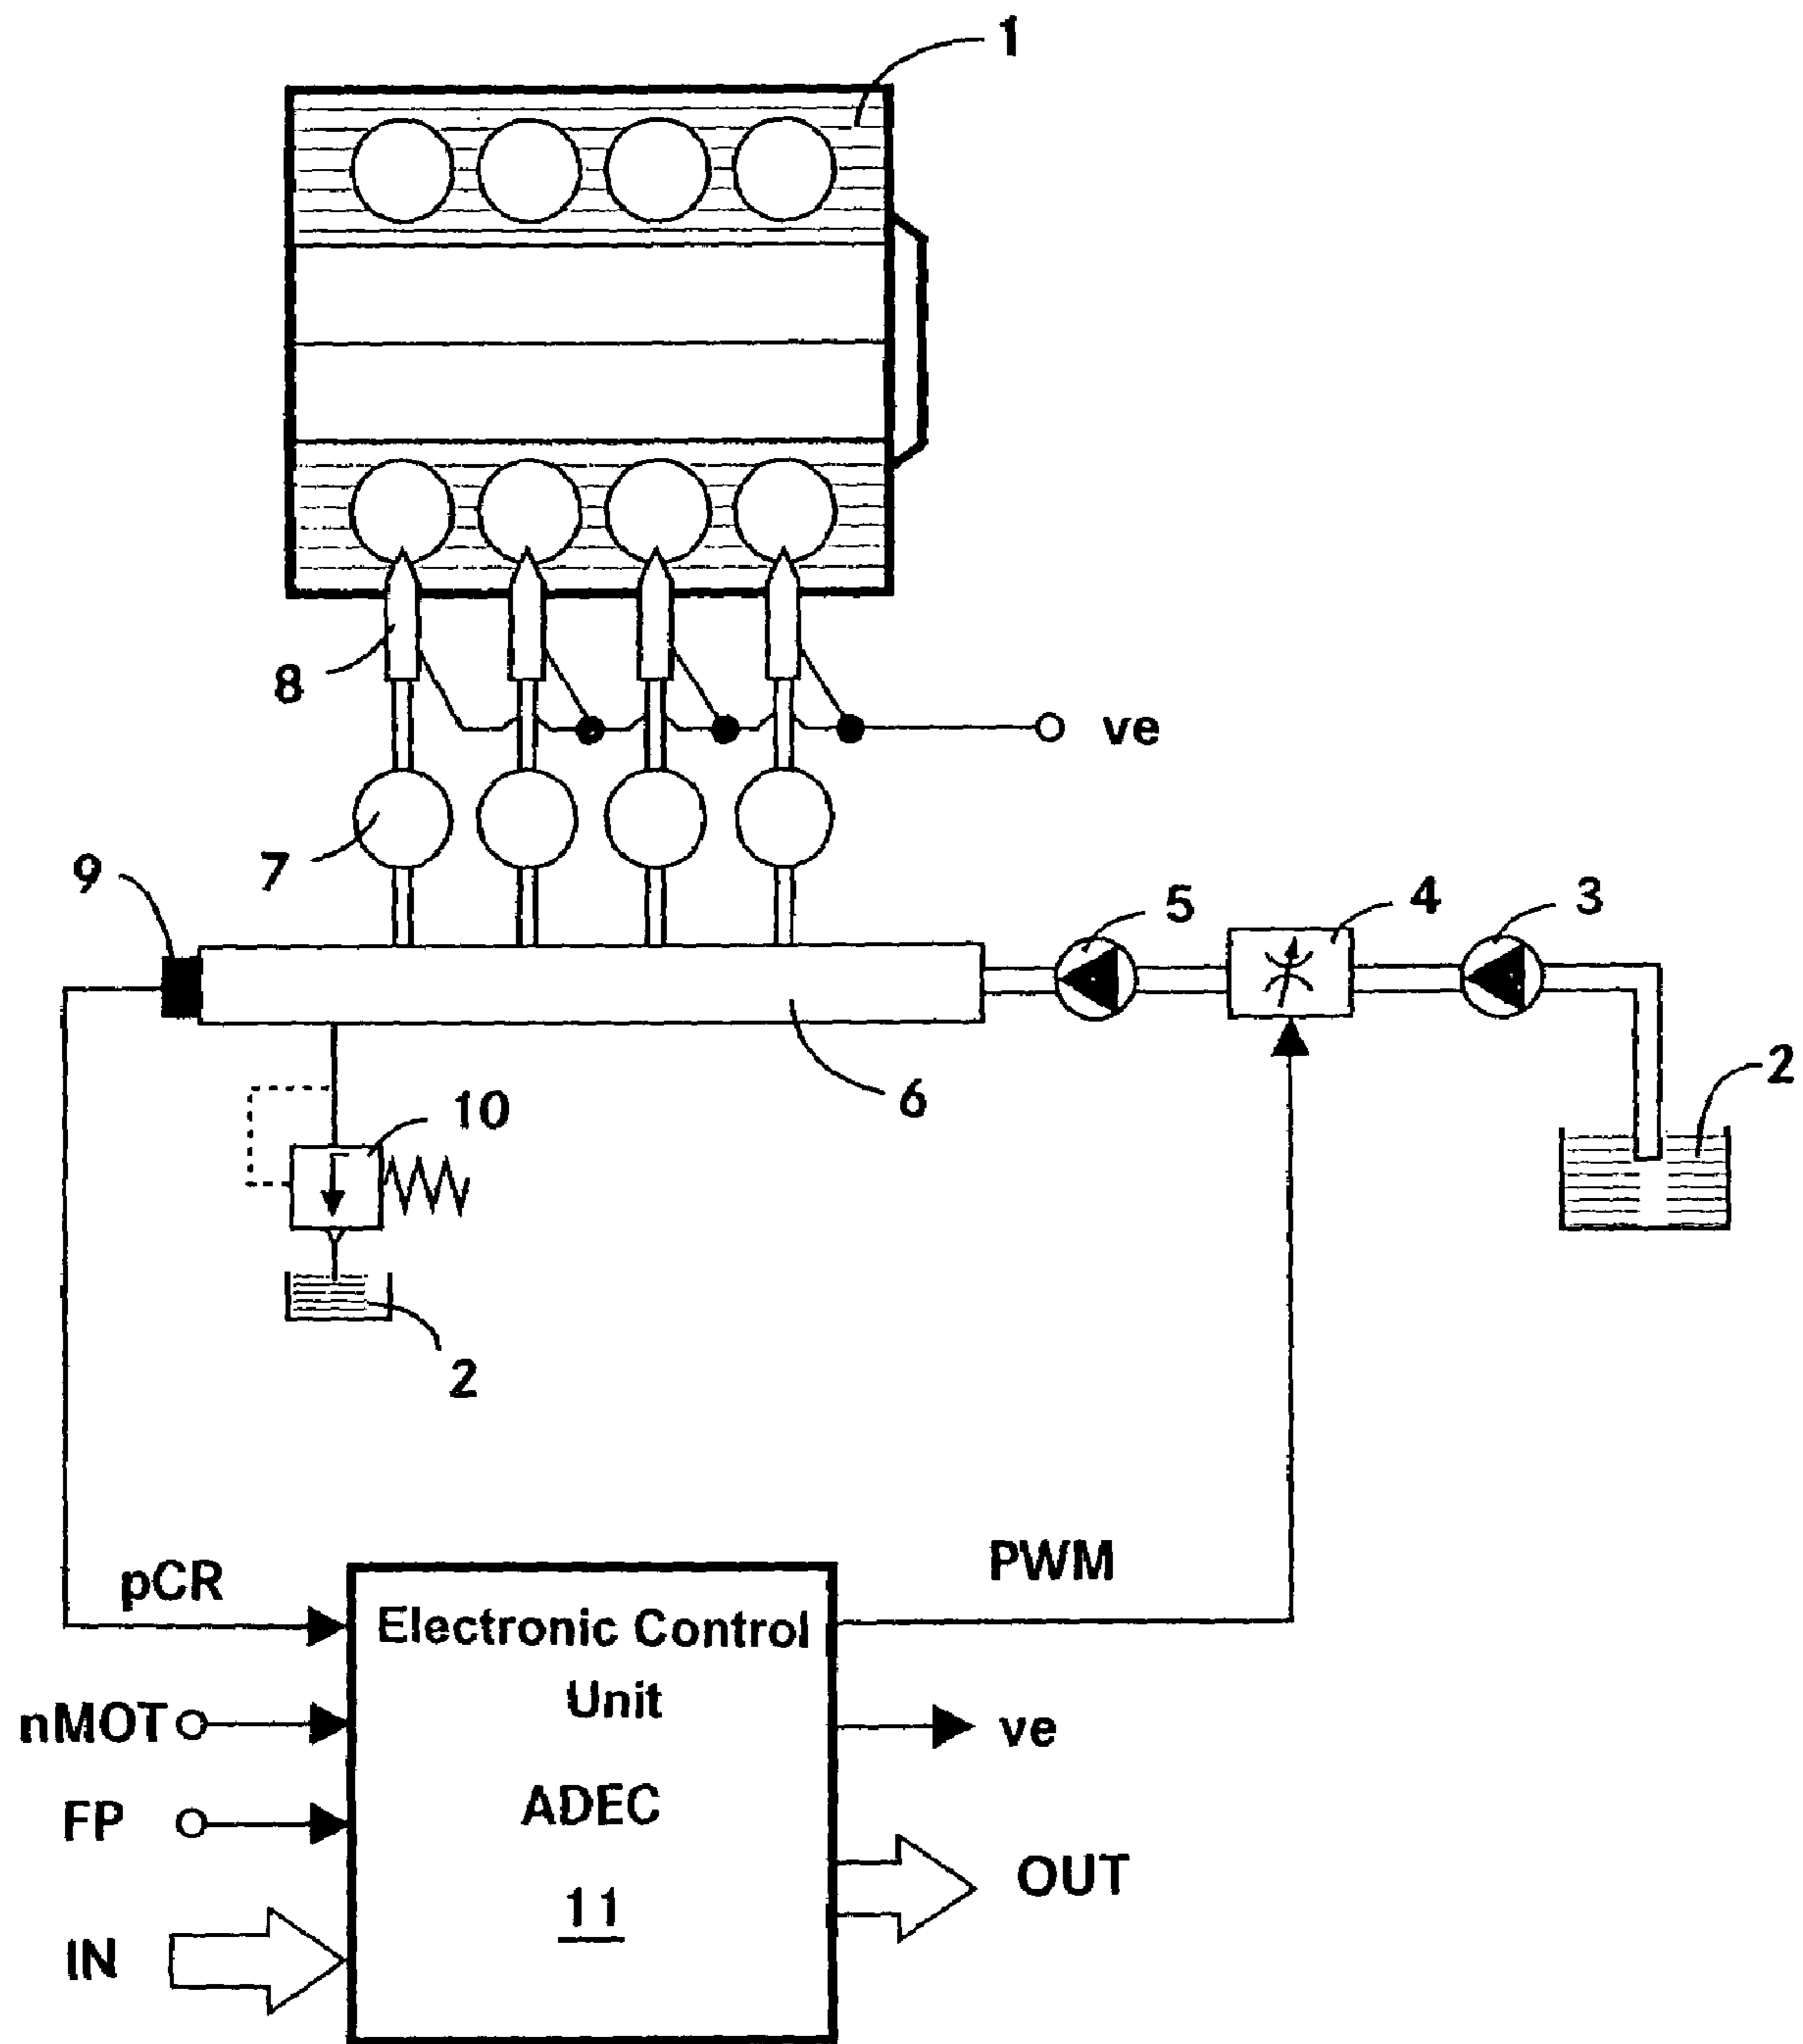 1
8
ve
7
9
5
4
3
6
2
10
2
pCR
PWM
Electronic Control
Unit
nMOT
ve
ADEC
FP
OUT
11
IN